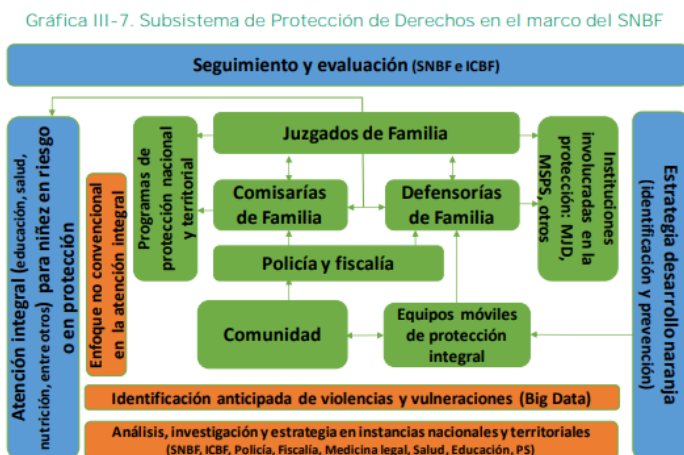 Gráfica III-7. Subsistema de Protección de Derechos en el marco del SNBF
Seguimiento y evaluación (SNBF e ICBF)
Atención integral (educación, salud,
nutrición, entre otros) para niñez en riesgo
o en protección
Enfoque no convencional
en la atención integral
Programas de
protección nacional
y territorial
Juzgados de Familia
Comisarías
de Familia
Defensorías
de Familia
Policía y fiscalía
Comunidad
Equipos móviles
de protección
integral
Instituciones
involucradas en la
protección: MJD,
MSPS, otros
Estrategia desarrollo naranja
(identificación y prevención)
Identificación anticipada de violencias y vulneraciones (Big Data)
Análisis, investigación y estrategia en instancias nacionales y territoriales
(SNBF, ICBF, Policía, Fiscalía, Medicina legal, Salud, Educación, PS)